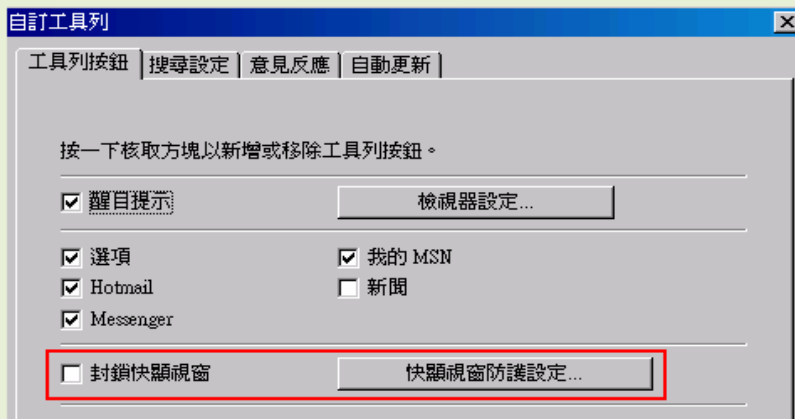 自訂工具列
工具列按鈕 搜尋設定 意見反應 自動更新
按一下核取方塊以新增或移除工具列按鈕。
醒目提示 檢視器設定...
選項 我的 MSN
Hotmail 新聞
Messenger
封鎖快顯視窗 快顯視窗防護設定...